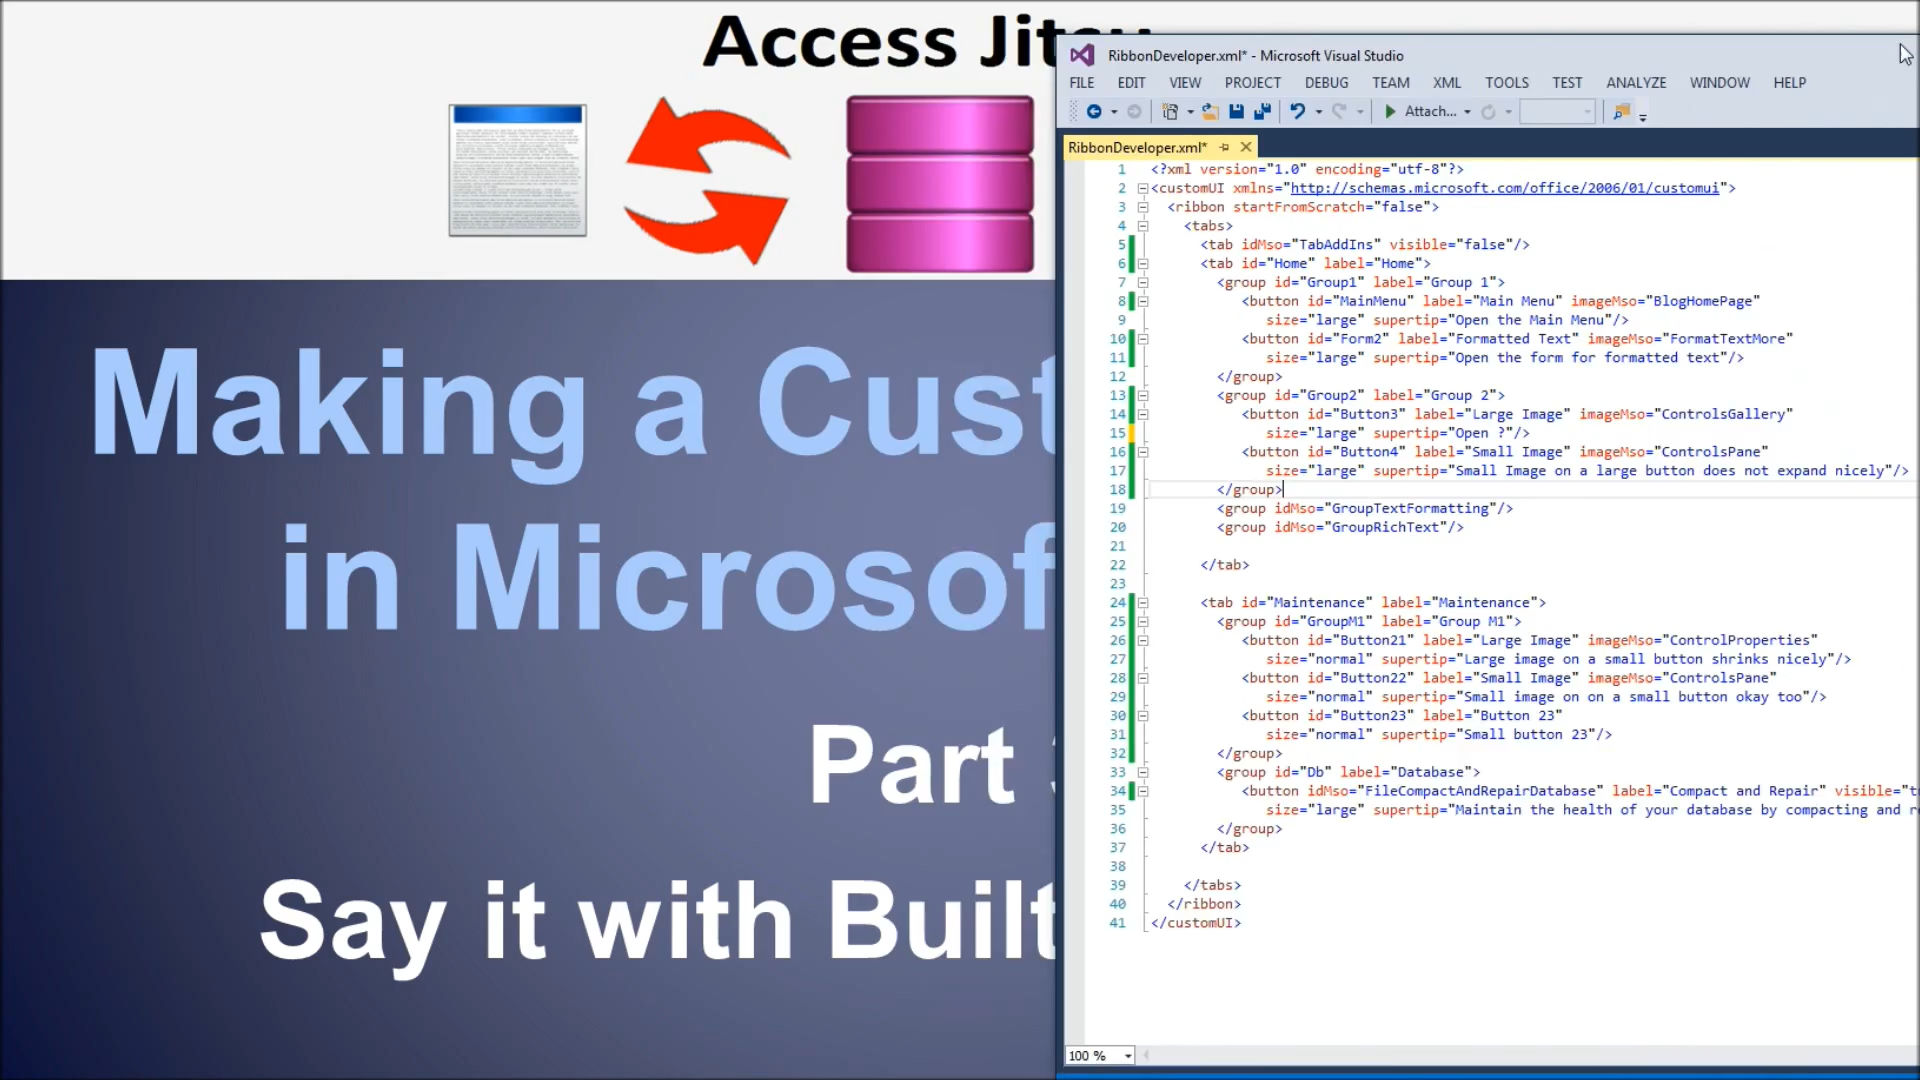 Access Jit
Making a Cust
in Microsof
Part
Say it with Built
RibbonDeveloper.xml* - Microsoft Visual Studio
FILE EDIT VIEW PROJECT DEBUG TEAM XML TOOLS TEST ANALYZE WINDOW HELP
Attach...
RibbonDeveloper.xml*
1 <?xml version="1.0" encoding="utf-8"?>
2 <customUI xmlns="http://schemas.microsoft.com/office/2006/01/customui">
3 <ribbon startFromScratch="false">
4 <tabs>
5 <tab idMso="TabAddIns" visible="false"/>
6 <tab id="Home" label="Home">
7 <group id="Group1" label="Group 1">
8 <button id="MainMenu" label="Main Menu" imageMso="BlogHomePage"
9 size="large" supertip="Open the Main Menu"/>
10 <button id="Form2" label="Formatted Text" imageMso="FormatTextMore"
11 size="large" supertip="Open the form for formatted text"/>
12 </group>
13 <group id="Group2" label="Group 2">
14 <button id="Button3" label="Large Image" imageMso="ControlsGallery"
15 size="large" supertip="Open ?"/>
16 <button id="Button4" label="Small Image" imageMso="ControlsPane"
17 size="large" supertip="Small Image on a large button does not expand nicely"/>
18 </group>
19 <group idMso="GroupTextFormatting"/>
20 <group idMso="GroupRichText"/>
21
22 </tab>
23
24 <tab id="Maintenance" label="Maintenance">
25 <group id="GroupM1" label="Group M1">
26 <button id="Button21" label="Large Image" imageMso="ControlProperties"
27 size="normal" supertip="Large image on a small button shrinks nicely"/>
28 <button id="Button22" label="Small Image" imageMso="ControlsPane"
29 size="normal" supertip="Small image on on a small button okay too"/>
30 <button id="Button23" label="Button 23"
31 size="normal" supertip="Small button 23"/>
32 </group>
33 <group id="Db" label="Database">
34 <button idMso="FileCompactAndRepairDatabase" label="Compact and Repair" visible="t
35 size="large" supertip="Maintain the health of your database by compacting and r
36 </group>
37 </tab>
38
39 </tabs>
40 </ribbon>
41 </customUI>
100 %